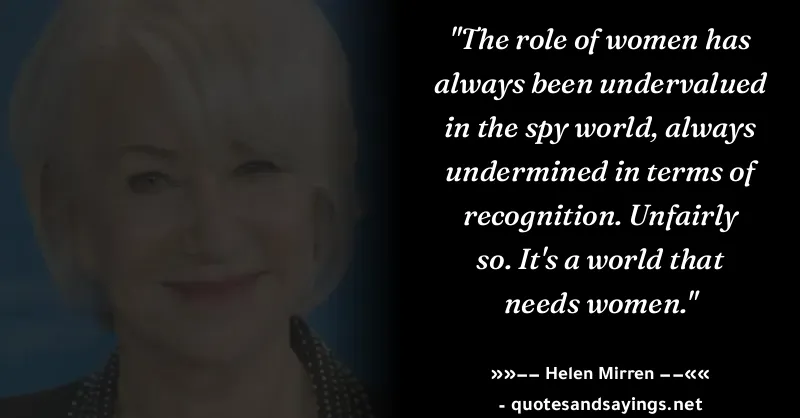 "The role of women has
always been undervalued
in the spy world, always
undermined in terms of
recognition. Unfairly
so. It's a world that
needs women."
»»–– Helen Mirren ––««
- quotesandsayings.net